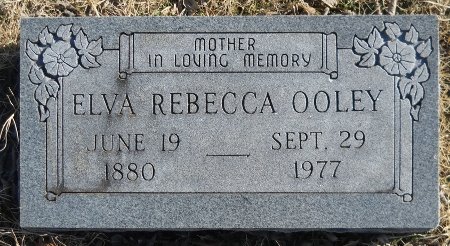 MOTHER
IN LOVING MEMORY
ELVA REBECCA OOLEY
JUNE 19 — SEPT. 29
1880 1977